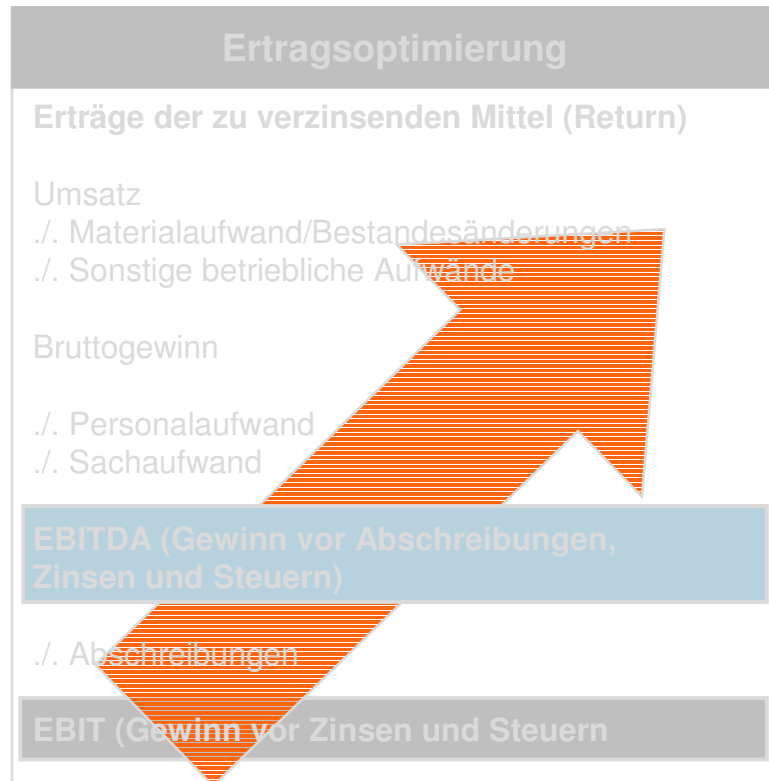 Ertragsoptimierung
Erträge der zu verzinsenden Mittel (Return)
Umsatz
./. Materialaufwand/Bestandesänderungen
./. Sonstige betriebliche Aufwände
Bruttogewinn
./. Personalaufwand
./. Sachaufwand
EBITDA (Gewinn vor Abschreibungen,
Zinsen und Steuern)
./. Abschreibungen
EBIT (Gewinn vor Zinsen und Steuern